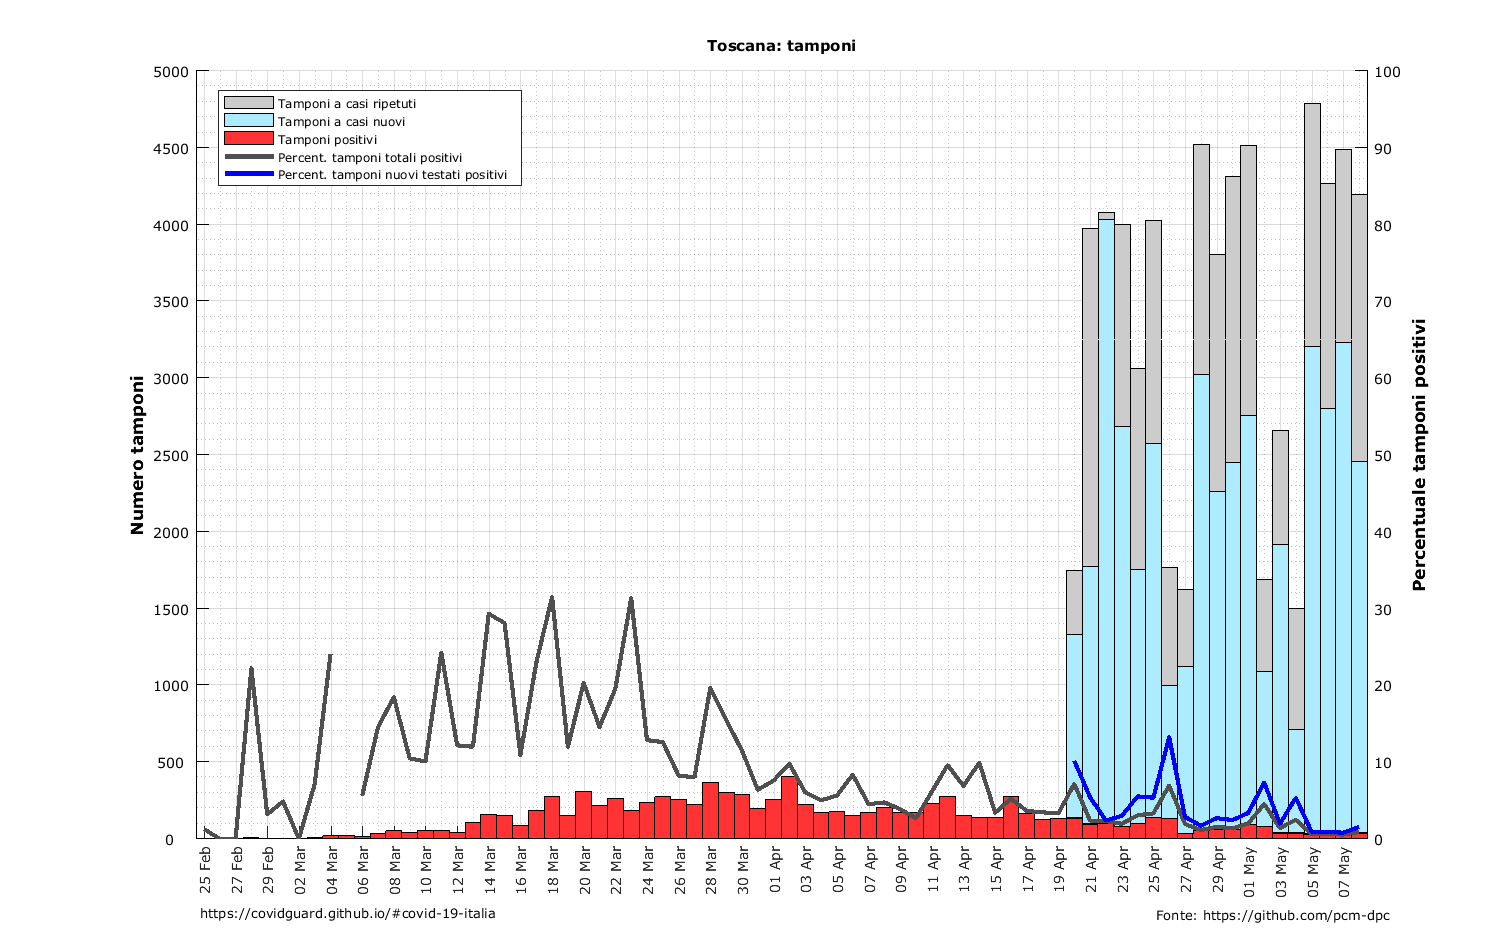 Toscana: tamponi
Tamponi a casi ripetuti
Tamponi a casi nuovi
Tamponi positivi
Percent. tamponi totali positivi
Percent. tamponi nuovi testati positivi
Numero tamponi
5000
4500
4000
3500
3000
2500
2000
1500
1000
500
0
Percentuale tamponi positivi
100
90
80
70
60
50
40
30
20
10
0
25 Feb
27 Feb
29 Feb
02 Mar
04 Mar
06 Mar
08 Mar
10 Mar
12 Mar
14 Mar
16 Mar
18 Mar
20 Mar
22 Mar
24 Mar
26 Mar
28 Mar
30 Mar
01 Apr
03 Apr
05 Apr
07 Apr
09 Apr
11 Apr
13 Apr
15 Apr
17 Apr
19 Apr
21 Apr
23 Apr
25 Apr
27 Apr
29 Apr
01 May
03 May
05 May
07 May
https://covidguard.github.io/#covid-19-italia
Fonte: https://github.com/pcm-dpc